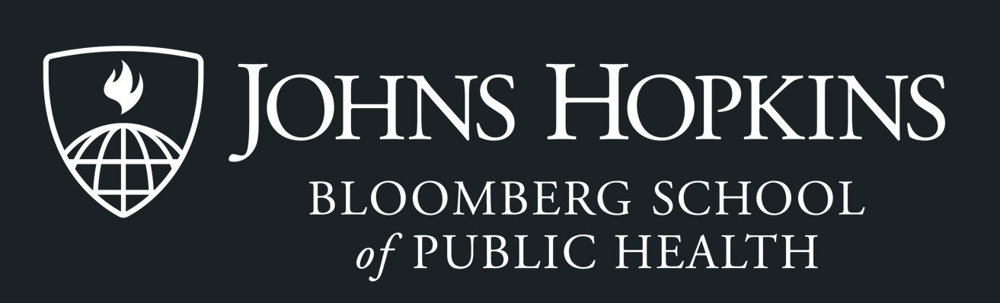 JOHNS HOPKINS
BLOOMBERG SCHOOL
of PUBLIC HEALTH